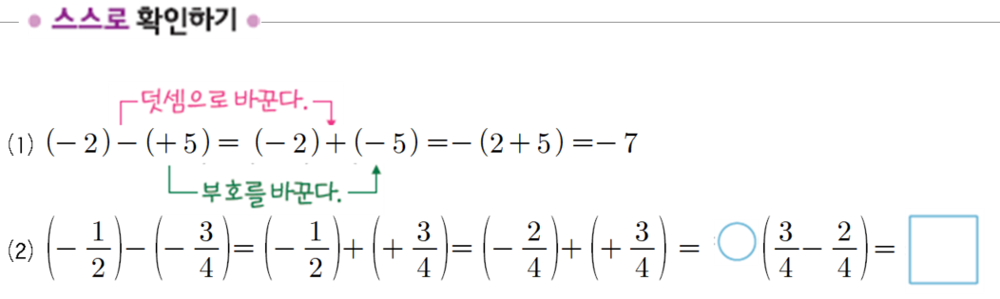 스스로 확인하기
덧셈으로 바꾼다.
(1) (－2)－(＋5)＝ (－2)＋(－5)＝－(2＋5)＝－7
부호를 바꾼다.
(2) (－1/2)－(－3/4)＝(－1/2)＋(＋3/4)＝(－2/4)＋(＋3/4) ＝ ○(3/4－2/4)＝ □